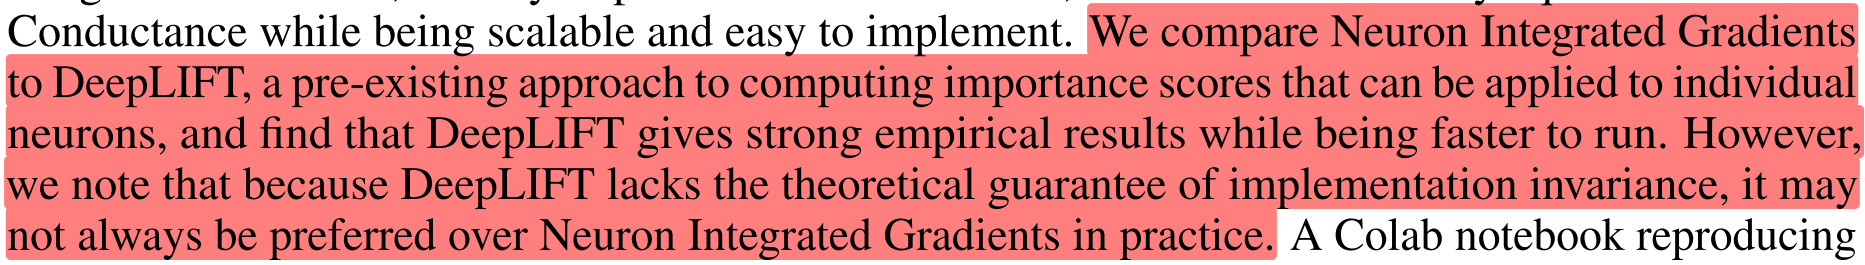 Conductance while being scalable and easy to implement. We compare Neuron Integrated Gradients
to DeepLIFT, a pre-existing approach to computing importance scores that can be applied to individual
neurons, and find that DeepLIFT gives strong empirical results while being faster to run. However,
we note that because DeepLIFT lacks the theoretical guarantee of implementation invariance, it may
not always be preferred over Neuron Integrated Gradients in practice. A Colab notebook reproducing